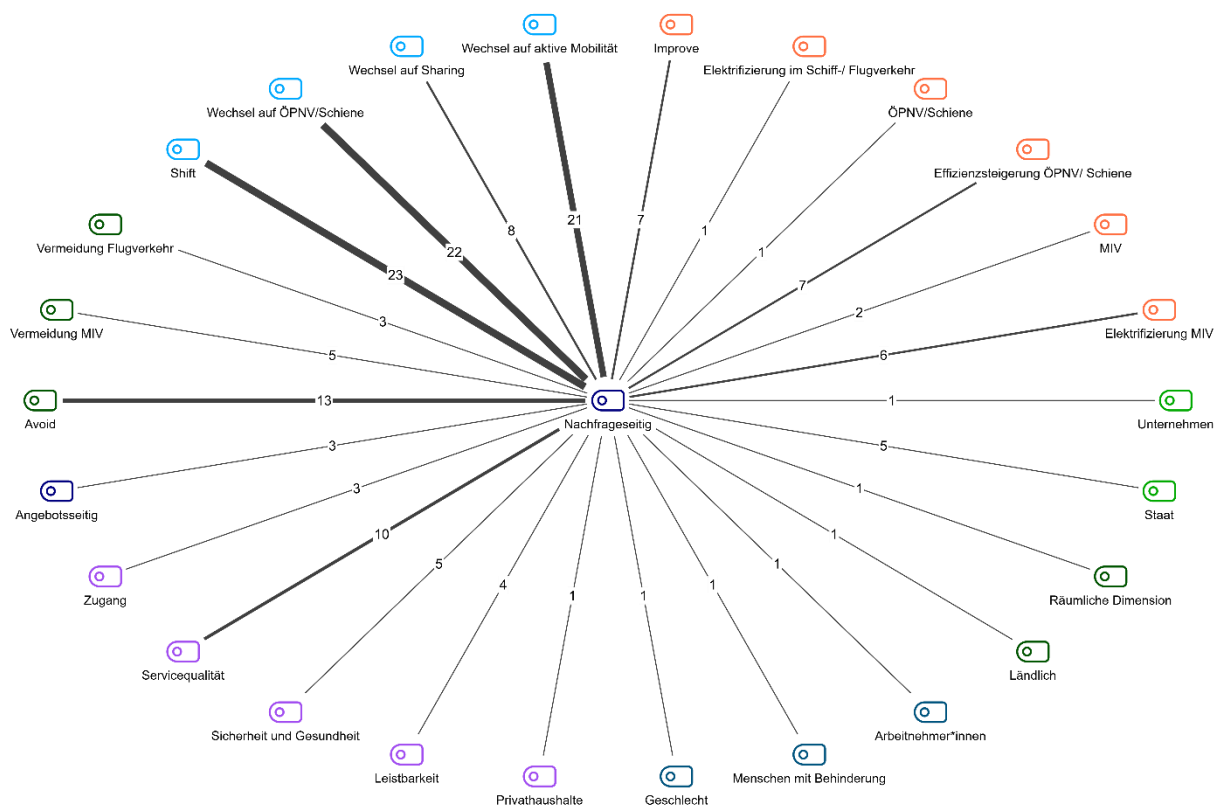 Wechsel auf aktive Mobilität
Improve
Wechsel auf Sharing
Elektrifizierung im Schiff-/ Flugverkehr
Wechsel auf ÖPNV/Schiene
ÖPNV/Schiene
Shift
Effizienzsteigerung ÖPNV/ Schiene
21
7
1
8
22
1
Vermeidung Flugverkehr
MIV
23
7
3
2
Vermeidung MIV
Elektrifizierung MIV
5
6
13
1
Avoid
Nachfrageseitig
Unternehmen
3
5
3
1
Angebotsseitig
Staat
10
1
5
1
4
1
1
1
1
Zugang
Räumliche Dimension
Servicequalität
Ländlich
Sicherheit und Gesundheit
Arbeitnehmer*innen
Leistbarkeit
Menschen mit Behinderung
Privathaushalte
Geschlecht